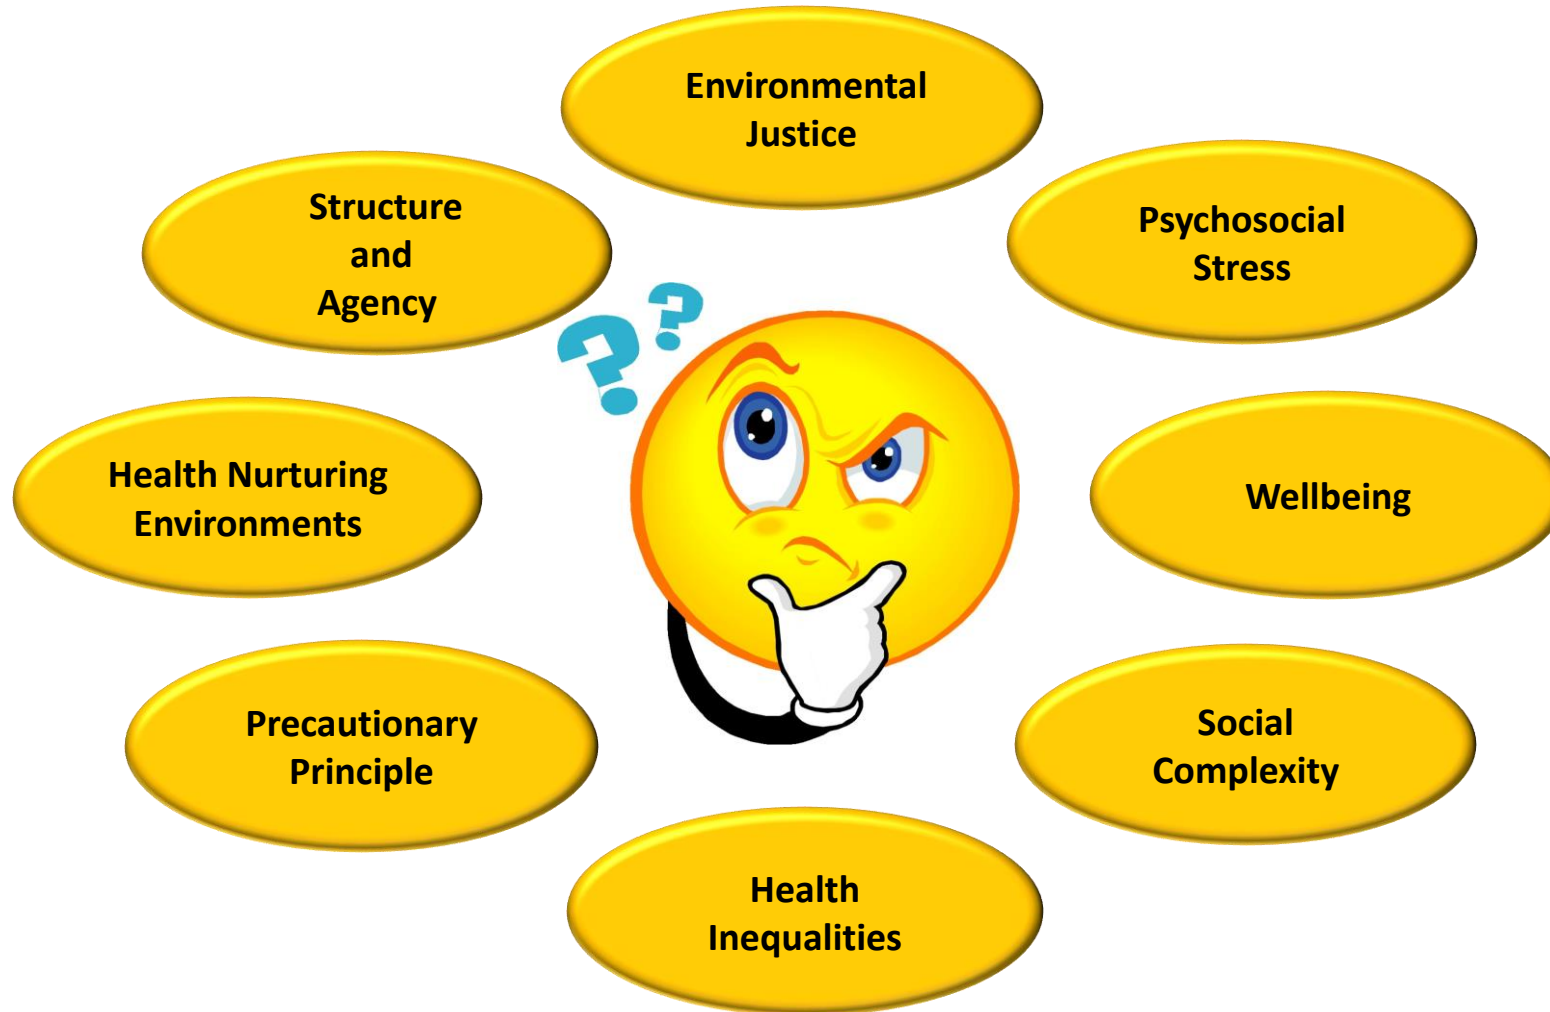 Environmental
Justice
Structure
and
Agency
Psychosocial
Stress
Health Nurturing
Environments
Wellbeing
Precautionary
Principle
Social
Complexity
Health
Inequalities
??